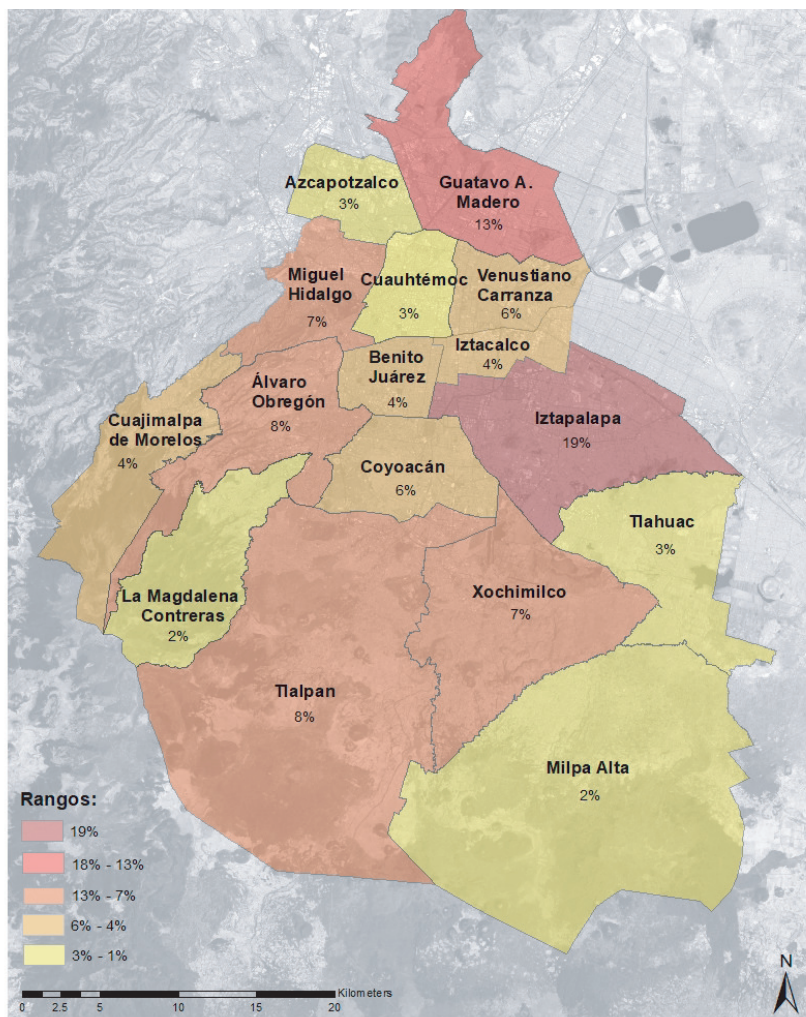 Azcapotzalco
3%
Guatavo A.
Madero
13%
Miguel
Hidalgo
7%
Cuauhtémoc
3%
Venustiano
Carranza
6%
Iztacalco
4%
Benito
Juárez
4%
Álvaro
Obregón
8%
Cuajimalpa
de Morelos
4%
Iztapalapa
19%
Coyoacán
6%
Tlahuac
3%
La Magdalena
Contreras
2%
Xochimilco
7%
Tlalpan
8%
Milpa Alta
2%
Rangos:
19%
18% - 13%
13% - 7%
6% - 4%
3% - 1%
Kilometers
0 2.5 5 10 15 20
N